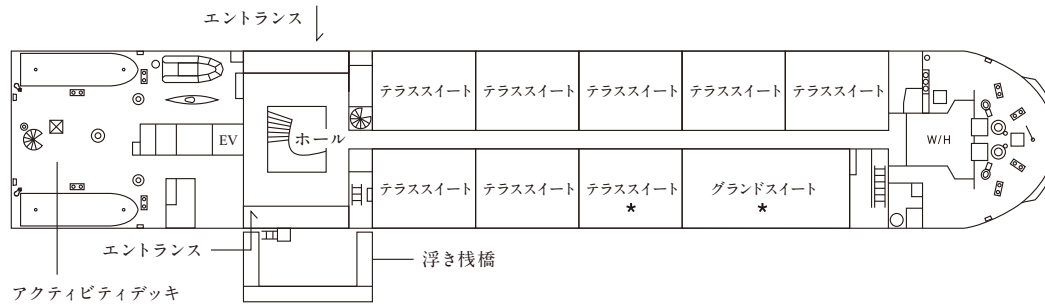 エントランス
テラススイート
テラススイート
テラススイート
テラススイート
テラススイート
EV
ホール
W/H
テラススイート
テラススイート
テラススイート
*
グランドスイート
*
エントランス
浮き桟橋
アクティビティデッキ